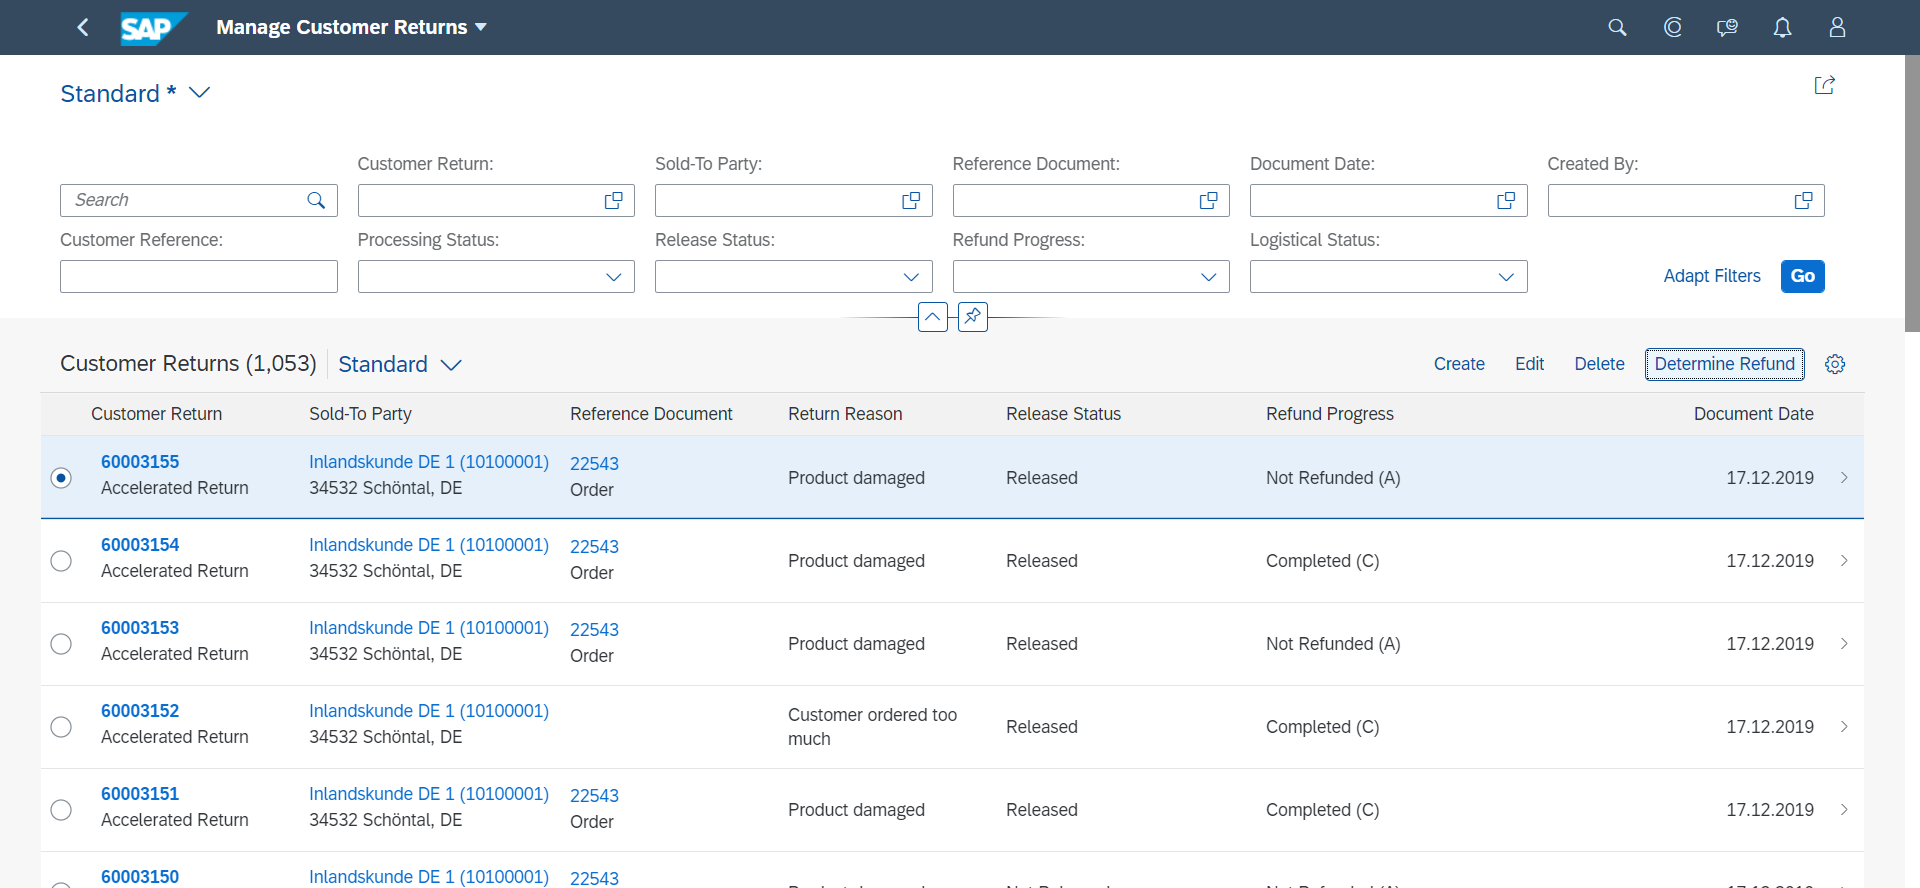 SAP Manage Customer Returns
Standard *
Customer Return: Sold-To Party: Reference Document: Document Date: Created By:
Search
Customer Reference: Processing Status: Release Status: Refund Progress: Logistical Status:
Adapt Filters Go
Customer Returns (1,053) Standard Create Edit Delete Determine Refund
Customer Return Sold-To Party Reference Document Return Reason Release Status Refund Progress Document Date
60003155 Inlandskunde DE 1 (10100001) 22543
Product damaged Released Not Refunded (A) 17.12.2019
Accelerated Return 34532 Schöntal, DE Order
60003154 Inlandskunde DE 1 (10100001) 22543
Product damaged Released Completed (C) 17.12.2019
Accelerated Return 34532 Schöntal, DE Order
60003153 Inlandskunde DE 1 (10100001) 22543
Product damaged Released Not Refunded (A) 17.12.2019
Accelerated Return 34532 Schöntal, DE Order
60003152 Inlandskunde DE 1 (10100001)
Customer ordered too
Released Completed (C) 17.12.2019
Accelerated Return 34532 Schöntal, DE
much
60003151 Inlandskunde DE 1 (10100001) 22543
Product damaged Released Completed (C) 17.12.2019
Accelerated Return 34532 Schöntal, DE Order
60003150 Inlandskunde DE 1 (10100001) 22543